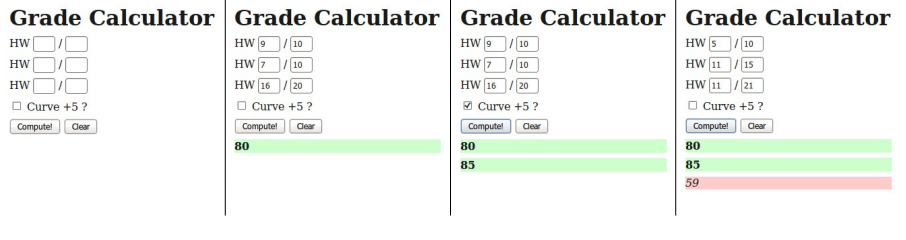 Grade Calculator
HW / 
HW / 
HW / 
Curve +5 ?
Compute! Clear
Grade Calculator
HW 9 / 10
HW 7 / 10
HW 16 / 20
Curve +5 ?
Compute! Clear
80
Grade Calculator
HW 9 / 10
HW 7 / 10
HW 16 / 20
Curve +5 ?
Compute! Clear
80
85
Grade Calculator
HW 5 / 10
HW 11 / 15
HW 11 / 21
Curve +5 ?
Compute! Clear
80
85
59